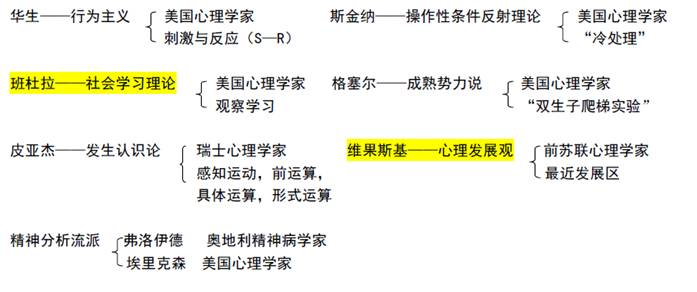 华生——行为主义
美国心理学家
刺激与反应（S—R）
斯金纳——操作性条件反射理论
美国心理学家
“冷处理”
班杜拉——社会学习理论
美国心理学家
观察学习
格塞尔——成熟势力说
美国心理学家
“双生子爬梯实验”
皮亚杰——发生认识论
瑞士心理学家
感知运动，前运算，
具体运算，形式运算
维果斯基——心理发展观
前苏联心理学家
最近发展区
精神分析流派
弗洛伊德 奥地利精神病学家
埃里克森 美国心理学家